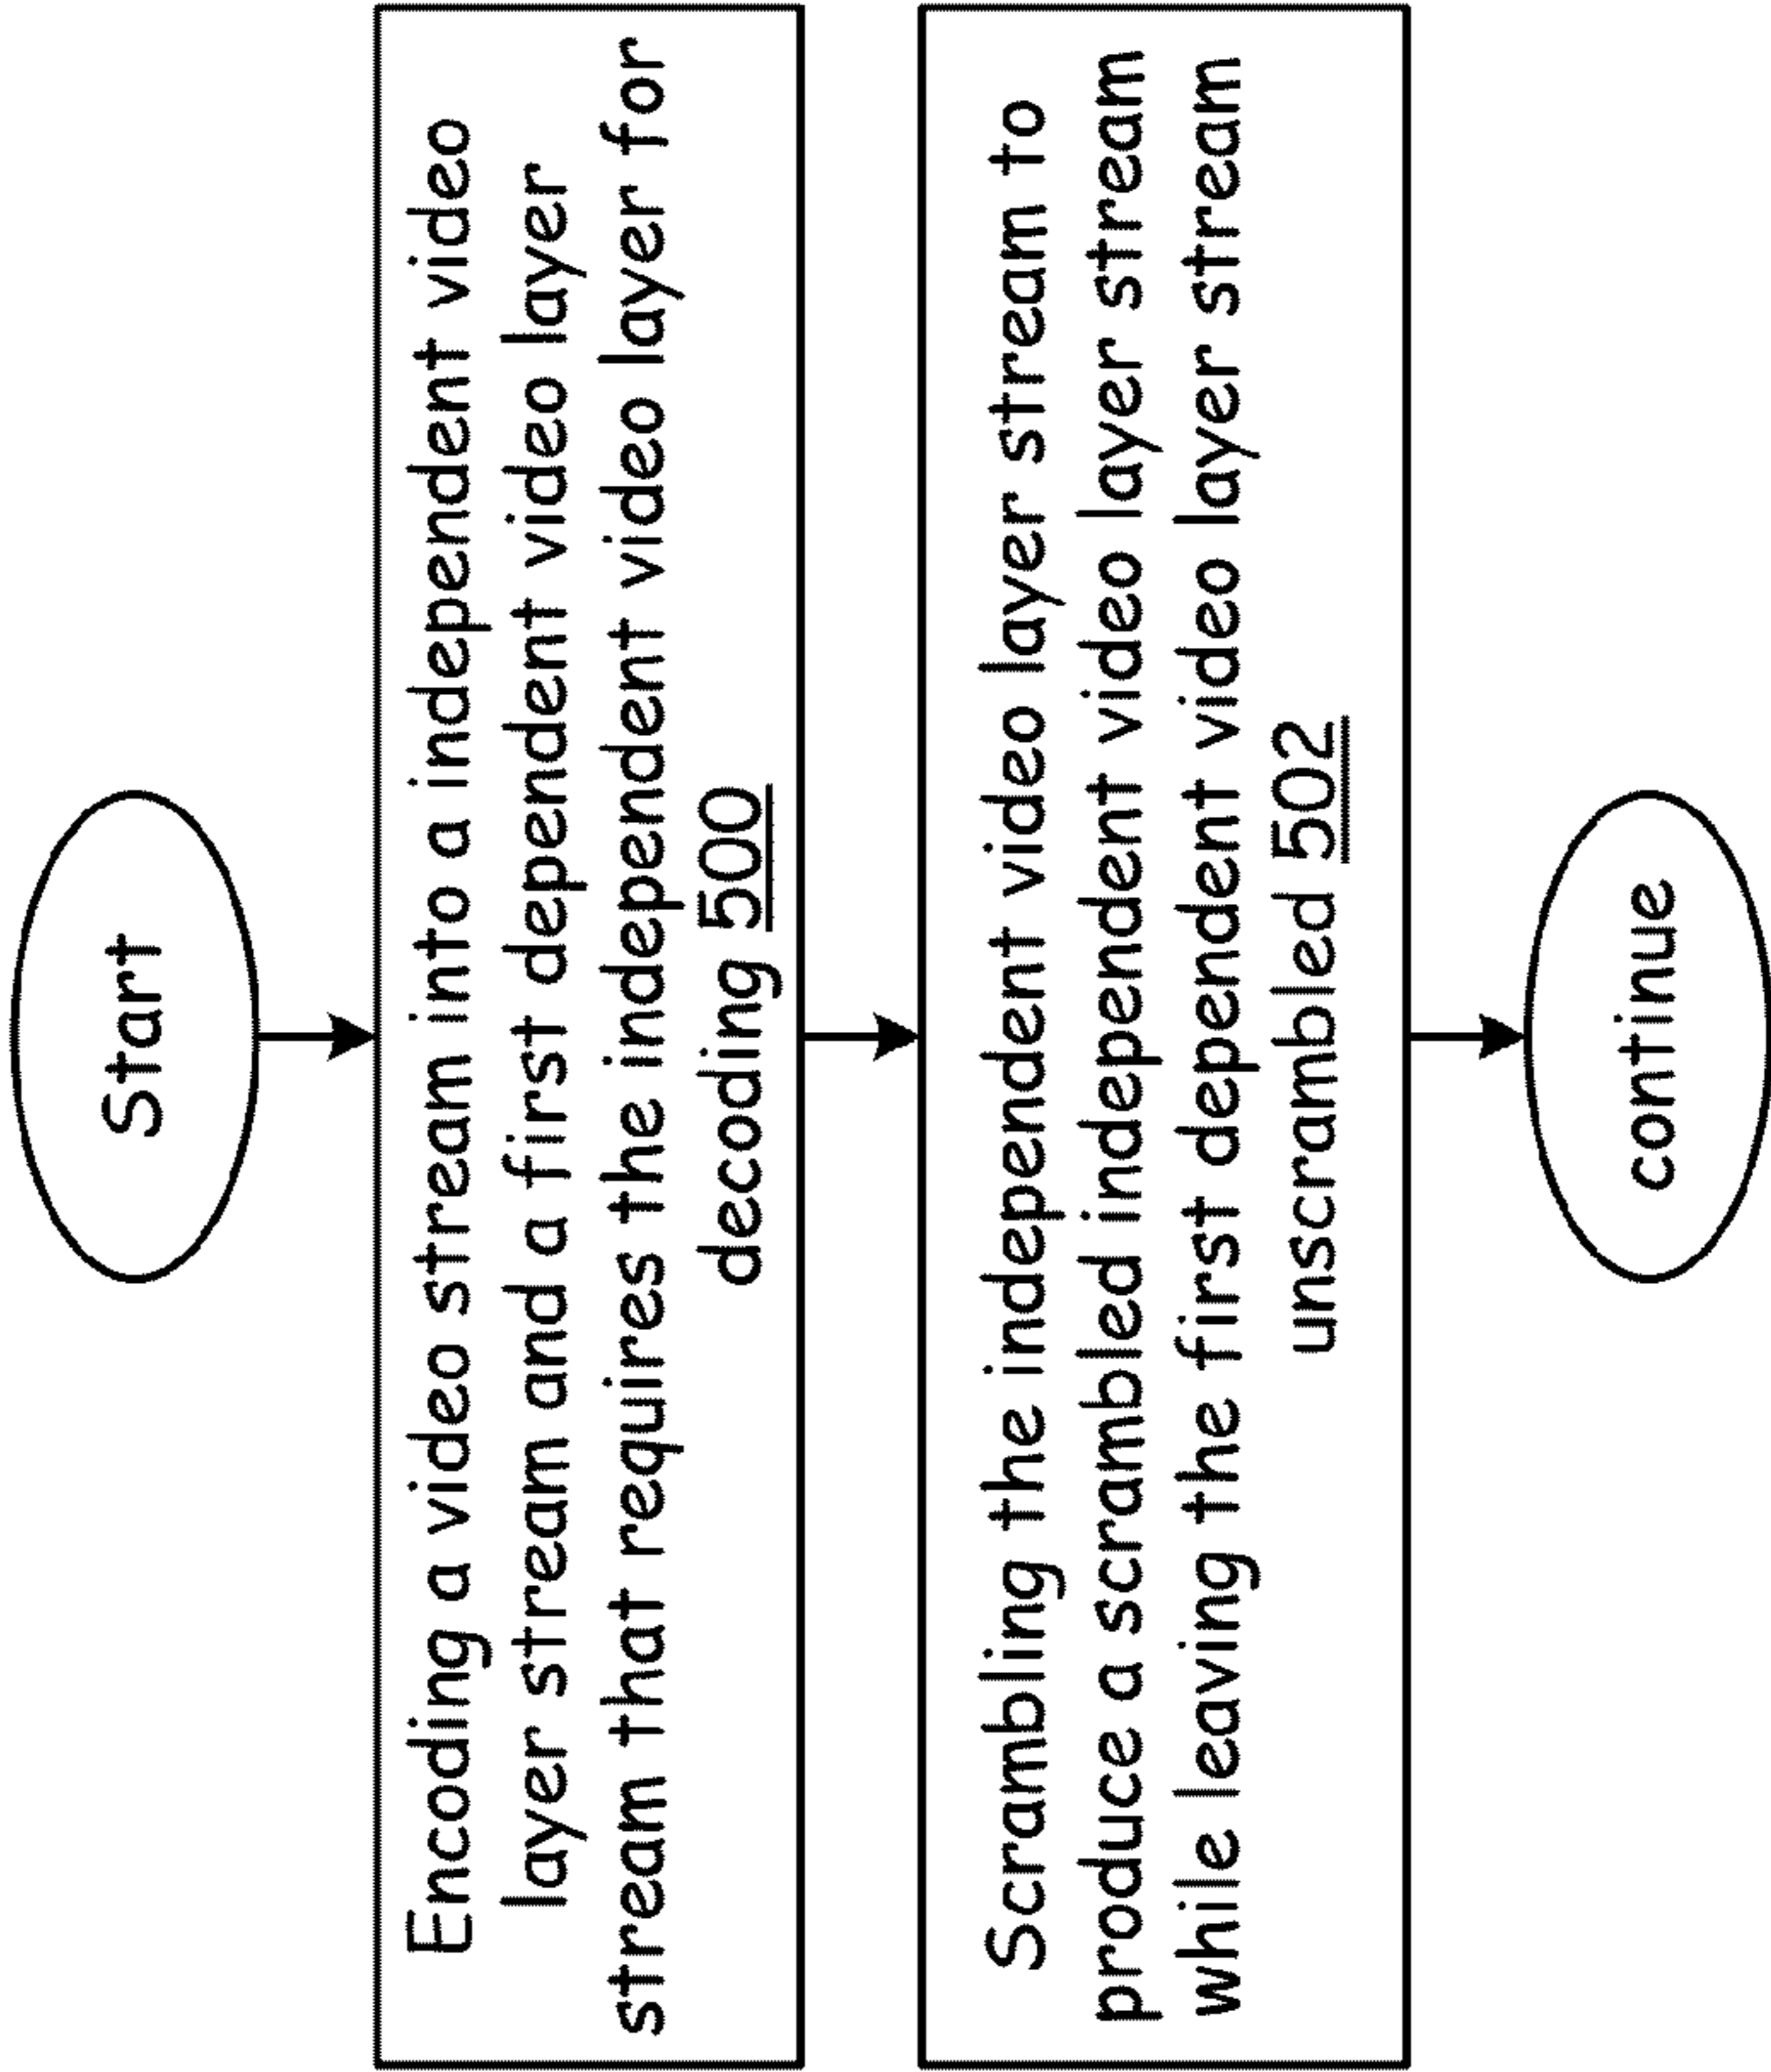 Start
Encoding a video stream into a independent video
layer stream and a first dependent video layer
stream that requires the independent video layer for
decoding 500
Scrambling the independent video layer stream to
produce a scrambled independent video layer stream
while leaving the first dependent video layer stream
unscrambled 502
continue